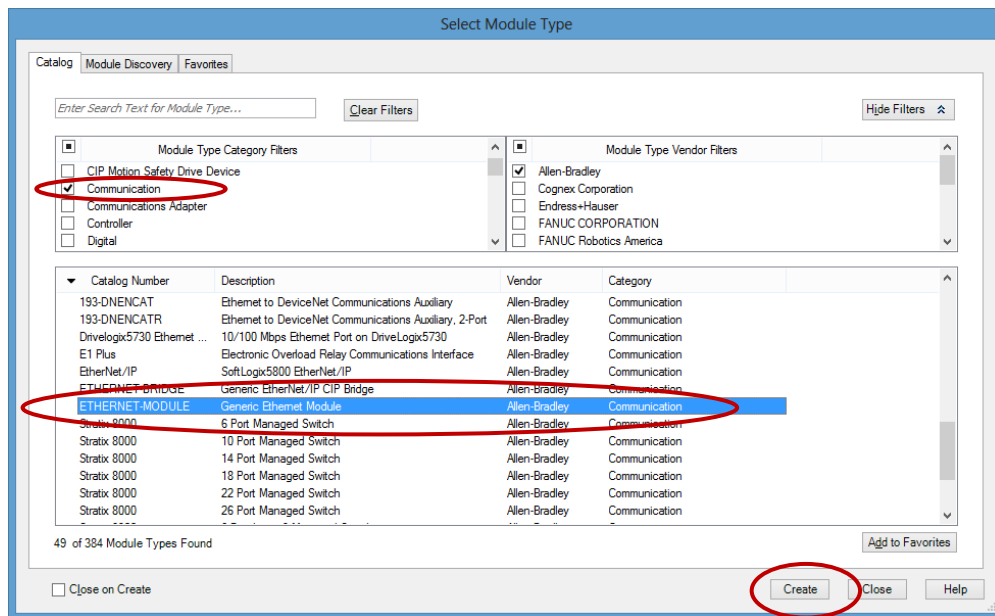 Select Module Type
Catalog Module Discovery Favorites
Enter Search Text for Module Type... Clear Filters Hide Filters
Module Type Category Filters Module Type Vendor Filters
CIP Motion Safety Drive Device Allen-Bradley
Communication Cognex Corporation
Communications Adapter Endress+Hauser
Controller FANUC CORPORATION
Digital FANUC Robotics America
Catalog Number Description Vendor Category
193-DNENCAT Ethernet to DeviceNet Communications Auxiliary Allen-Bradley Communication
193-DNENCATR Ethernet to DeviceNet Communications Auxiliary, 2-Port Allen-Bradley Communication
Drivelogix5730 Ethernet ... 10/100 Mbps Ethernet Port on DriveLogix5730 Allen-Bradley Communication
E1 Plus Electronic Overload Relay Communications Interface Allen-Bradley Communication
EtherNet/IP SoftLogix5800 EtherNet/IP Allen-Bradley Communication
ETHERNET-BRIDGE Generic EtherNet/IP CIP Bridge Allen-Bradley Communication
ETHERNET-MODULE Generic Ethernet Module Allen-Bradley Communication
Stratix 8000 6 Port Managed Switch Allen-Bradley Communication
Stratix 8000 10 Port Managed Switch Allen-Bradley Communication
Stratix 8000 14 Port Managed Switch Allen-Bradley Communication
Stratix 8000 18 Port Managed Switch Allen-Bradley Communication
Stratix 8000 22 Port Managed Switch Allen-Bradley Communication
Stratix 8000 26 Port Managed Switch Allen-Bradley Communication
49 of 384 Module Types Found Add to Favorites
Close on Create Create Close Help